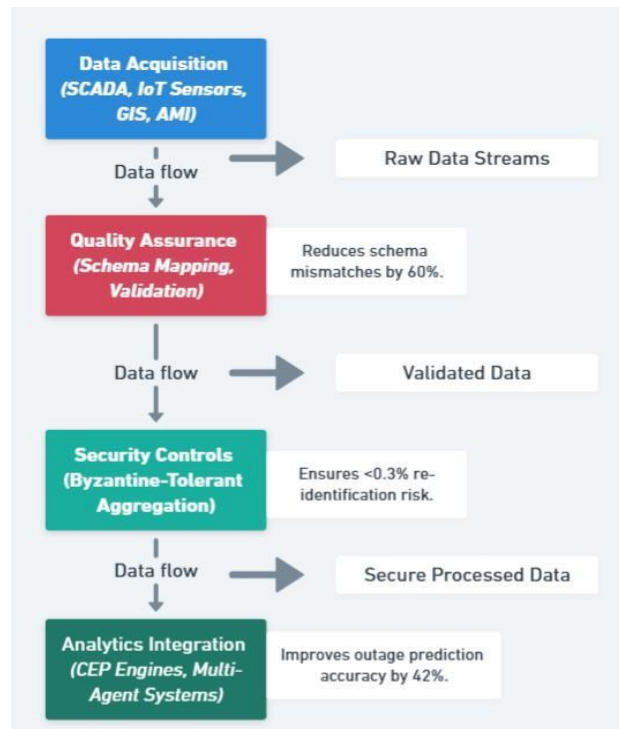 Data Acquisition
(SCADA, IoT Sensors,
GIS, AMI)
Data flow
Raw Data Streams
Quality Assurance
(Schema Mapping,
Validation)
Reduces schema
mismatches by 60%.
Data flow
Validated Data
Security Controls
(Byzantine-Tolerant
Aggregation)
Ensures <0.3% re-
identification risk.
Data flow
Secure Processed Data
Analytics Integration
(CEP Engines, Multi-
Agent Systems)
Improves outage prediction
accuracy by 42%.